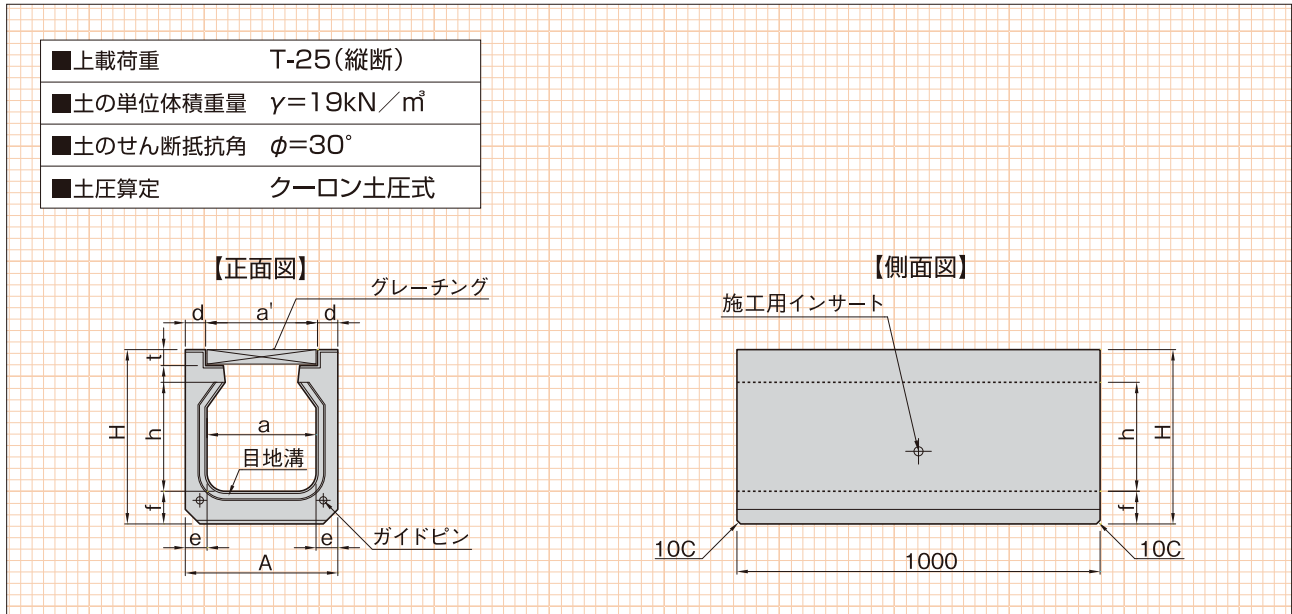 ■上載荷重 T-25(縦断)
■土の単位体積重量 γ=19kN/㎥
■土のせん断抵抗角 φ=30°
■土圧算定 クーロン土圧式
【正面図】
グレーチング
d a' d
t
H
h
a
目地溝
f
e e
ガイドピン
A
【側面図】
施工用インサート
h
H
f
10C 10C
1000